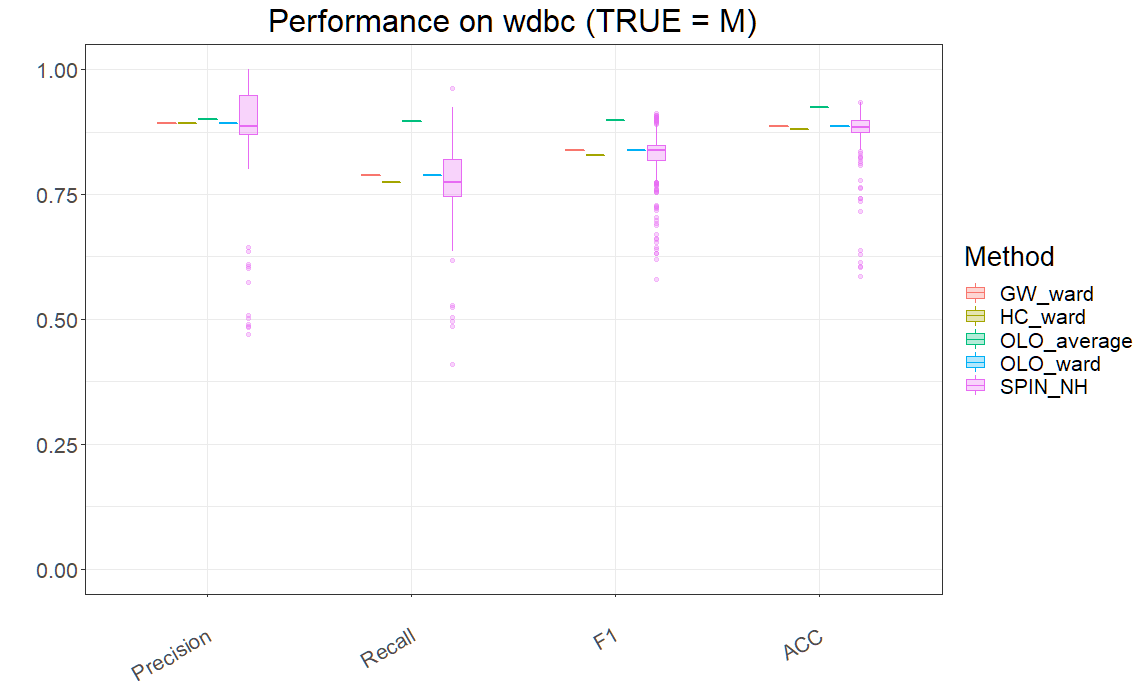 Performance on wdbc (TRUE = M)
1.00
0.75
0.50
0.25
0.00
Precision
Recall
F1
ACC
Method
GW_ward
HC_ward
OLO_average
OLO_ward
SPIN_NH